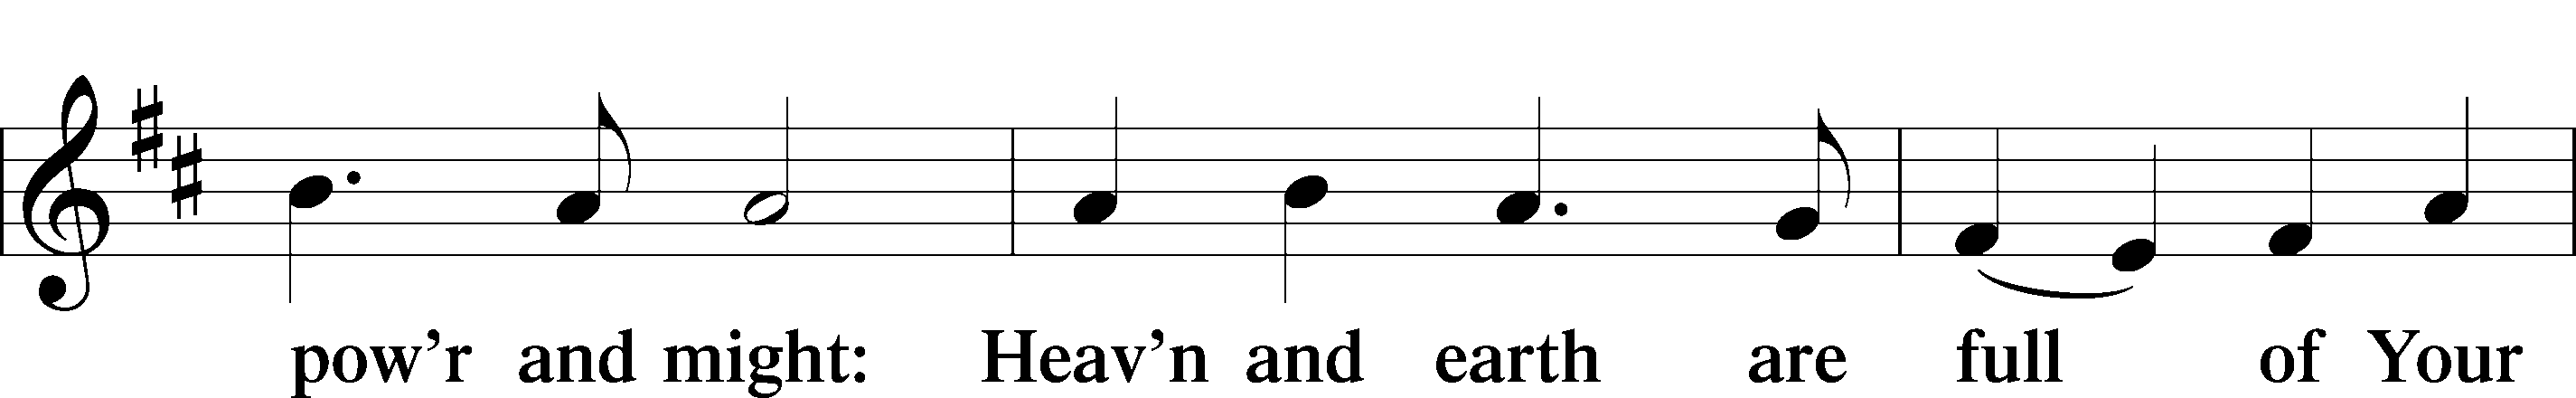 pow’r and might: Heav’n and earth are full of Your